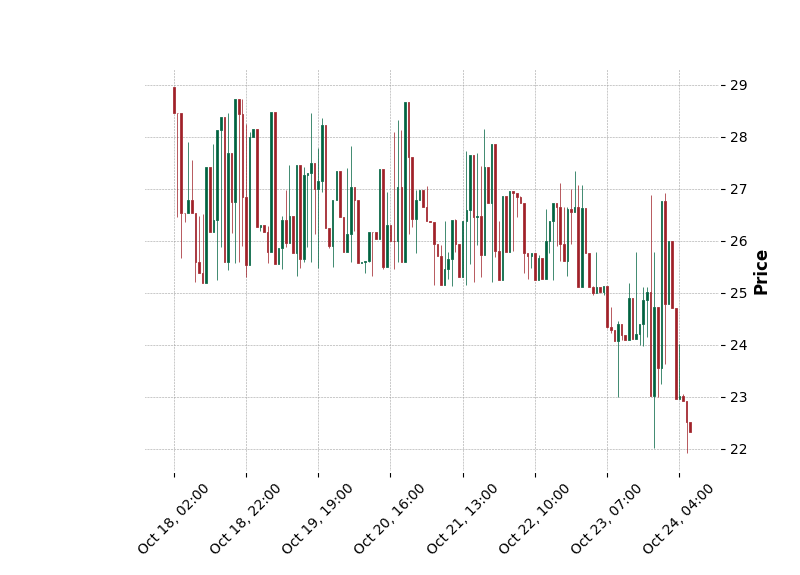 29
28
27
26
25
24
23
22
Price
Oct 18, 02:00
Oct 18, 22:00
Oct 19, 19:00
Oct 20, 16:00
Oct 21, 13:00
Oct 22, 10:00
Oct 23, 07:00
Oct 24, 04:00